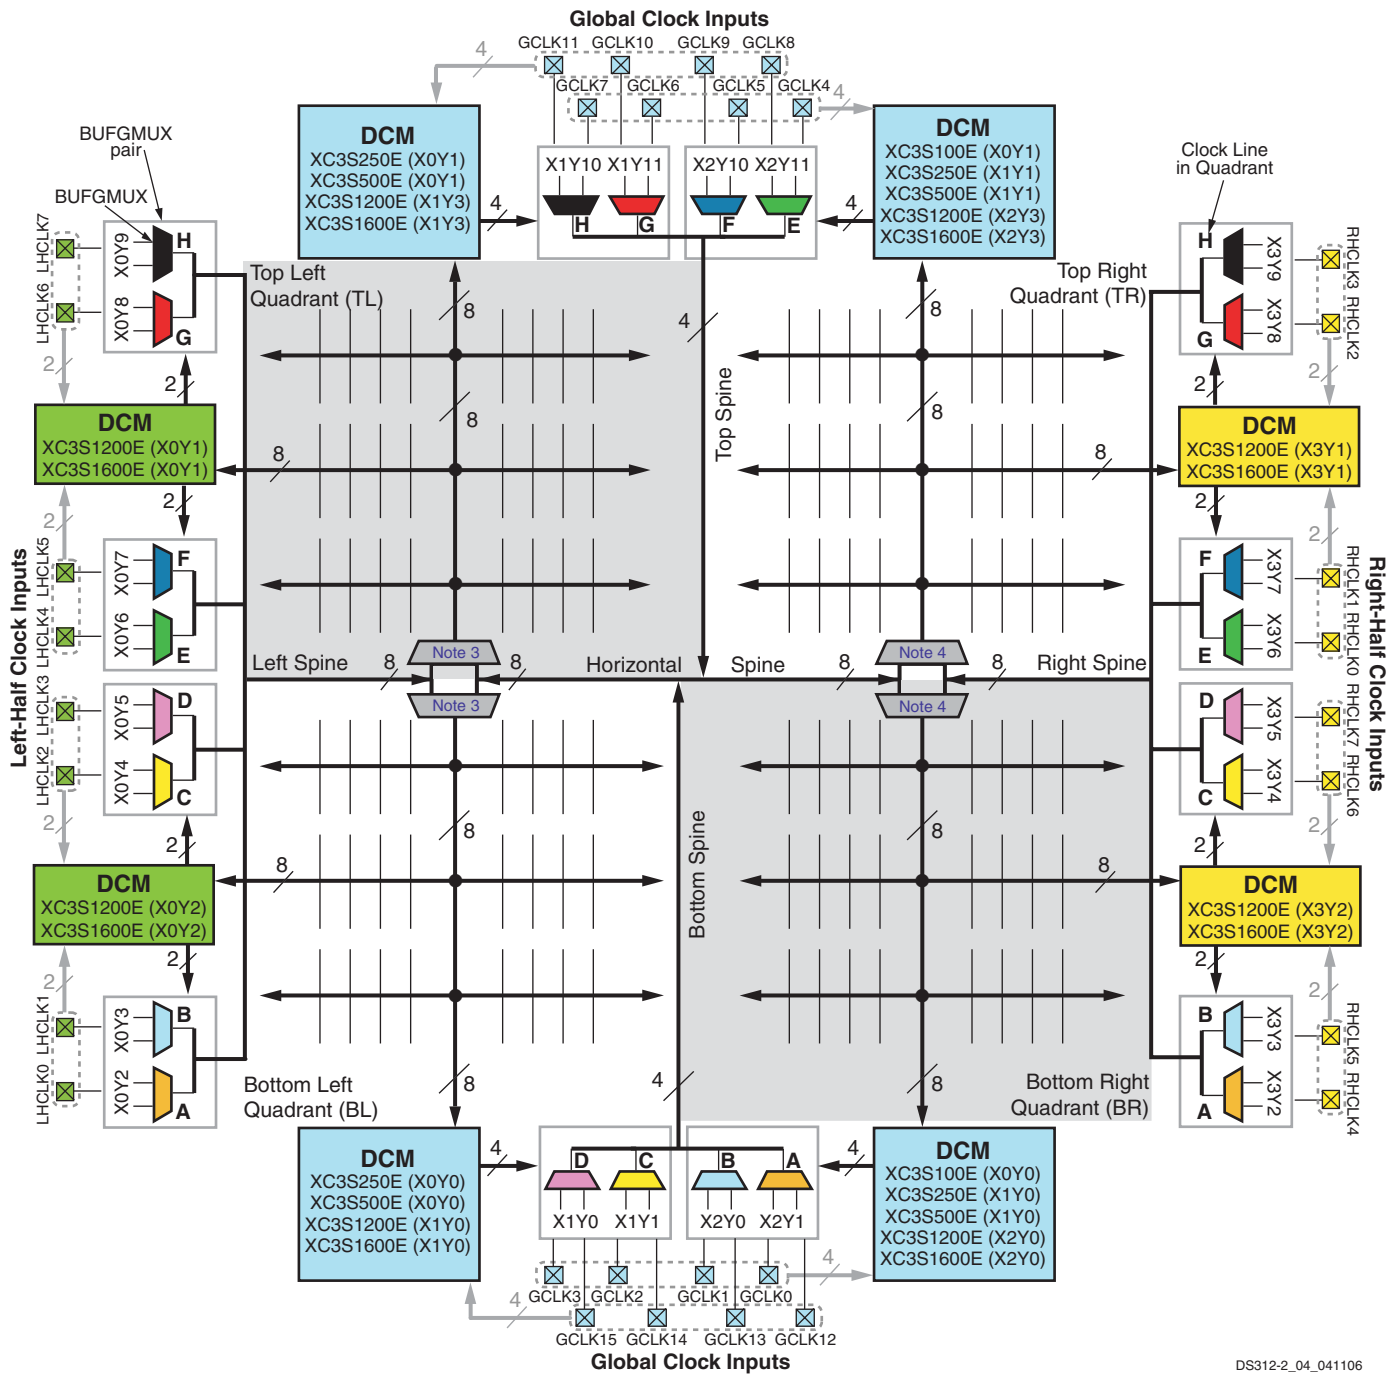 Global Clock Inputs
GCLK11 GCLK10 GCLK9 GCLK8
4
GCLK7 GCLK6 GCLK5 GCLK4
4
DCM
XC3S250E (X0Y1)
XC3S500E (X0Y1)
XC3S1200E (X1Y3)
XC3S1600E (X1Y3)
4
X1Y10 X1Y11
H G
X2Y10 X2Y11
F E
4
DCM
XC3S100E (X0Y1)
XC3S250E (X1Y1)
XC3S500E (X1Y1)
XC3S1200E (X2Y3)
XC3S1600E (X2Y3)
BUFGMUX
pair
BUFGMUX
Clock Line
in Quadrant
LHCLK7
LHCLK6
X0Y9
H
X0Y8
G
2
2
DCM
XC3S1200E (X0Y1)
XC3S1600E (X0Y1)
8
2
2
Left-Half Clock Inputs
LHCLK5
LHCLK4
X0Y7
F
X0Y6
E
LHCLK3
LHCLK2
X0Y5
D
X0Y4
C
2
2
DCM
XC3S1200E (X0Y2)
XC3S1600E (X0Y2)
8
2
2
LHCLK1
LHCLK0
X0Y3
B
X0Y2
A
Top Left
Quadrant (TL)
8
8
4
Top Spine
Top Right
Quadrant (TR)
8
8
Left Spine
8
Note 3
Note 3
8
Horizontal Spine
8
Note 4
Note 4
8
Right Spine
8
8
Bottom Left
Quadrant (BL)
4
Bottom Spine
8
8
Bottom Right
Quadrant (BR)
H
X3Y9
G
X3Y8
RHCLK3
RHCLK2
2
2
8
DCM
XC3S1200E (X3Y1)
XC3S1600E (X3Y1)
2
2
F
X3Y7
E
X3Y6
RHCLK1
RHCLK0
Right-Half Clock Inputs
D
X3Y5
C
X3Y4
RHCLK7
RHCLK6
2
2
8
DCM
XC3S1200E (X3Y2)
XC3S1600E (X3Y2)
2
2
B
X3Y3
A
X3Y2
RHCLK5
RHCLK4
DCM
XC3S250E (X0Y0)
XC3S500E (X0Y0)
XC3S1200E (X1Y0)
XC3S1600E (X1Y0)
4
D C
X1Y0 X1Y1
B A
X2Y0 X2Y1
4
DCM
XC3S100E (X0Y0)
XC3S250E (X1Y0)
XC3S500E (X1Y0)
XC3S1200E (X2Y0)
XC3S1600E (X2Y0)
4
GCLK3 GCLK2 GCLK1 GCLK0
4
GCLK15 GCLK14 GCLK13 GCLK12
Global Clock Inputs
DS312-2_04_041106